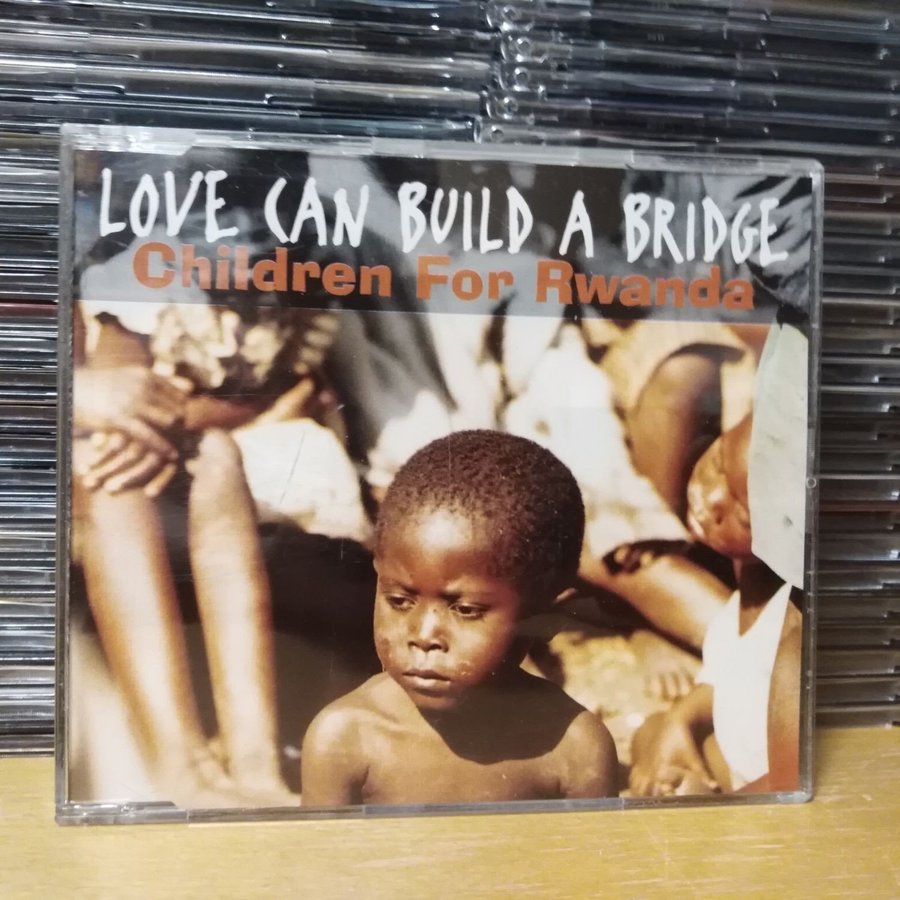 LOVE CAN BUILD A BRIDGE
Children For Rwanda